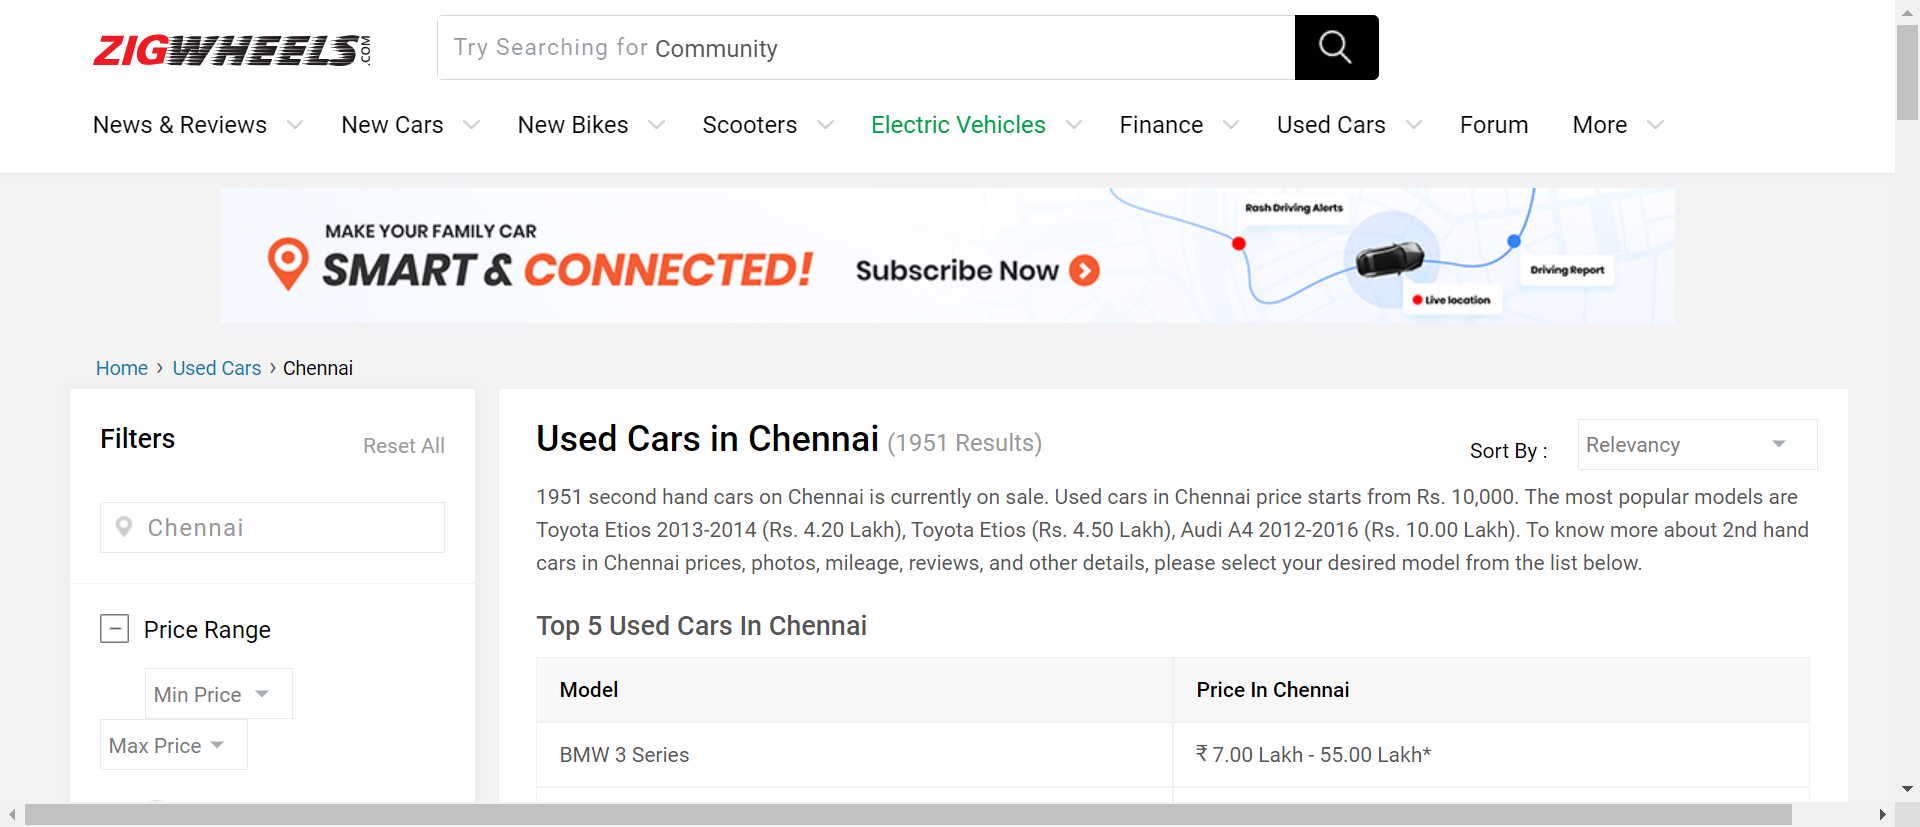 ZIGWHEELS.COM
Try Searching for Community
News & Reviews New Cars New Bikes Scooters Electric Vehicles Finance Used Cars Forum More
MAKE YOUR FAMILY CAR
SMART & CONNECTED!
Subscribe Now
Rash Driving Alerts
Driving Report
Live location
Home › Used Cars › Chennai
Filters
Reset All
Chennai
Price Range
Min Price
Max Price
Used Cars in Chennai (1951 Results)
Sort By :
Relevancy
1951 second hand cars on Chennai is currently on sale. Used cars in Chennai price starts from Rs. 10,000. The most popular models are
Toyota Etios 2013-2014 (Rs. 4.20 Lakh), Toyota Etios (Rs. 4.50 Lakh), Audi A4 2012-2016 (Rs. 10.00 Lakh). To know more about 2nd hand
cars in Chennai prices, photos, mileage, reviews, and other details, please select your desired model from the list below.
Top 5 Used Cars In Chennai
Model Price In Chennai
BMW 3 Series ₹ 7.00 Lakh - 55.00 Lakh*